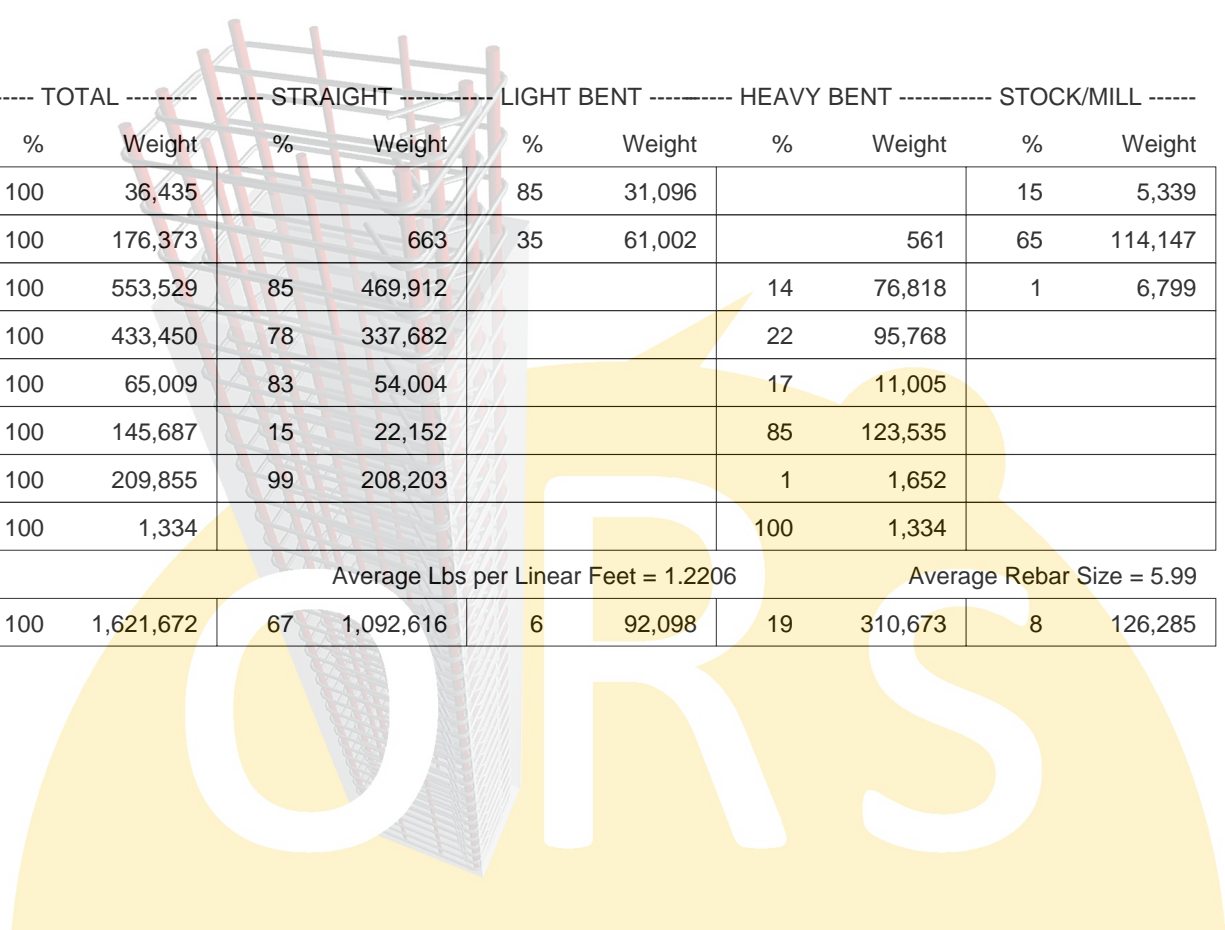 ----- TOTAL --------- ------ STRAIGHT ------------ LIGHT BENT ------------ HEAVY BENT ------------- STOCK/MILL ------
% Weight % Weight % Weight % Weight % Weight
100 36,435 85 31,096 15 5,339
100 176,373 663 35 61,002 561 65 114,147
100 553,529 85 469,912 14 76,818 1 6,799
100 433,450 78 337,682 22 95,768
100 65,009 83 54,004 17 11,005
100 145,687 15 22,152 85 123,535
100 209,855 99 208,203 1 1,652
100 1,334 100 1,334
Average Lbs per Linear Feet = 1.2206 Average Rebar Size = 5.99
100 1,621,672 67 1,092,616 6 92,098 19 310,673 8 126,285
ORS